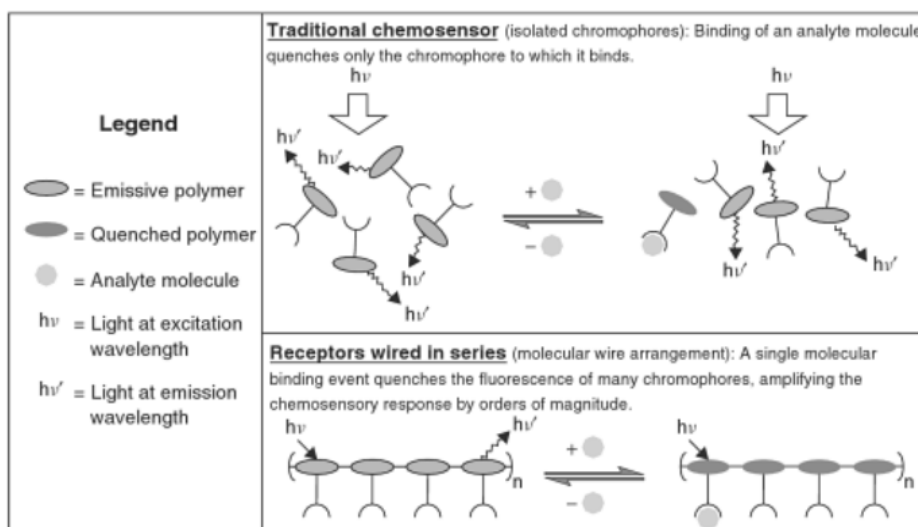 Legend
= Emissive polymer
= Quenched polymer
= Analyte molecule
hν = Light at excitation
wavelength
hν′ = Light at emission
wavelength
Traditional chemosensor (isolated chromophores): Binding of an analyte molecule
quenches only the chromophore to which it binds.
hν
hν
hν′
hν′
hν′
hν′
+
−
hν′
hν′
hν′
Receptors wired in series (molecular wire arrangement): A single molecular
binding event quenches the fluorescence of many chromophores, amplifying the
chemosensory response by orders of magnitude.
hν
hν′
n
+
−
hν
n